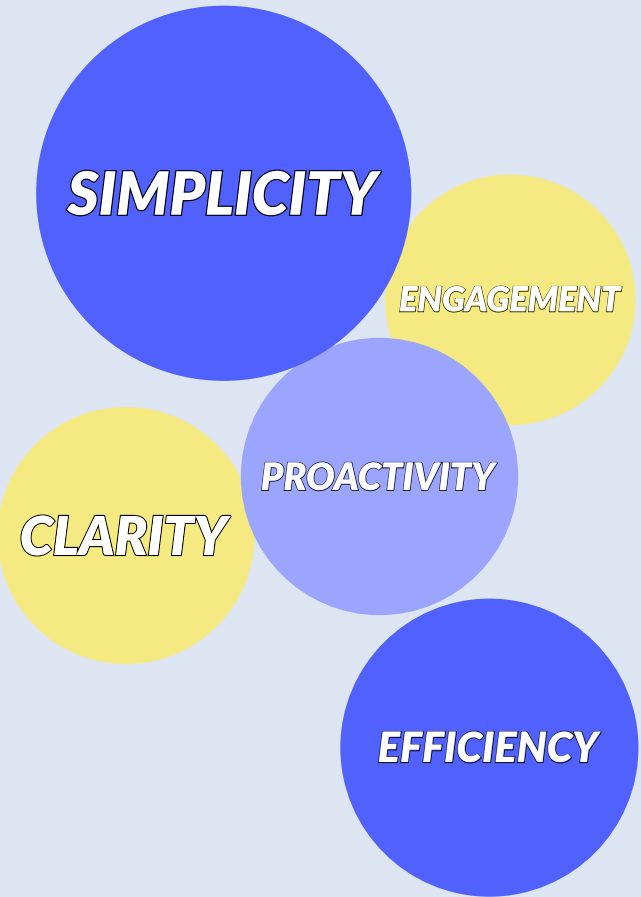 SIMPLICITY
ENGAGEMENT
PROACTIVITY
CLARITY
EFFICIENCY